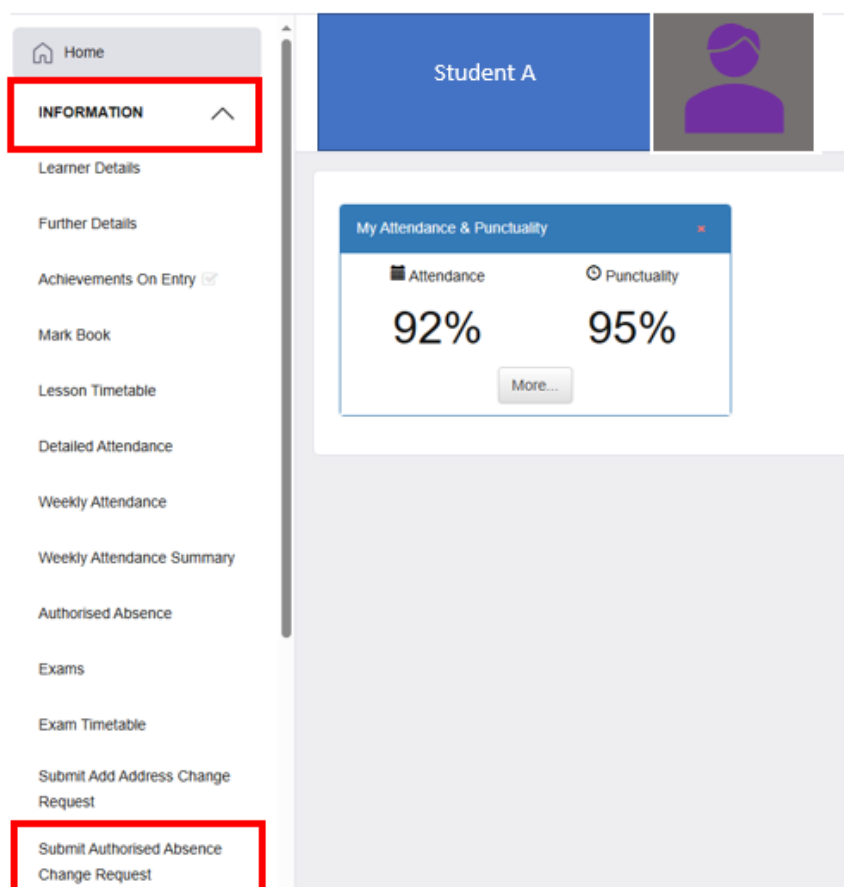 Home
INFORMATION
Learner Details
Further Details
Achievements On Entry
Mark Book
Lesson Timetable
Detailed Attendance
Weekly Attendance
Weekly Attendance Summary
Authorised Absence
Exams
Exam Timetable
Submit Add Address Change
Request
Submit Authorised Absence
Change Request
Student A
My Attendance & Punctuality
Attendance
Punctuality
92%
95%
More...